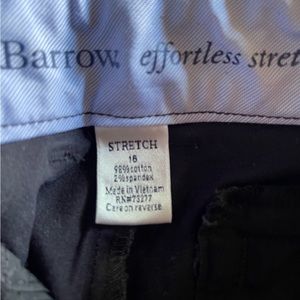 Barrow, effortless stret
STRETCH
16
98%cotton
2%spandex
Made in Vietnam
RN#73277
Care on reverse